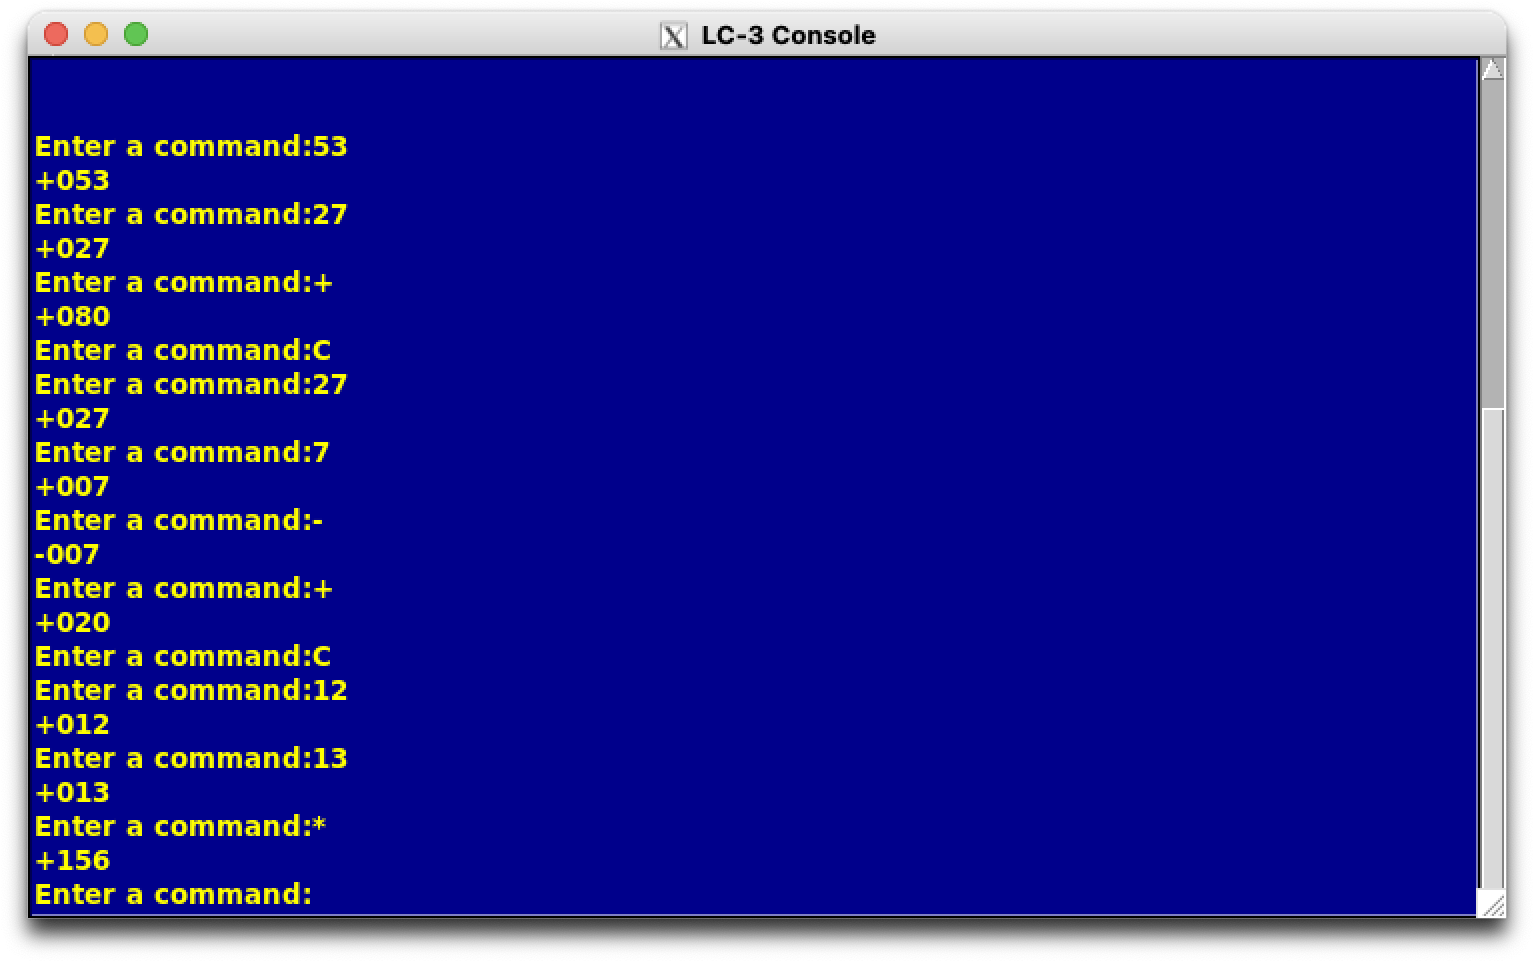 LC-3 Console
Enter a command:53
+053
Enter a command:27
+027
Enter a command:+
+080
Enter a command:C
Enter a command:27
+027
Enter a command:7
+007
Enter a command:-
-007
Enter a command:+
+020
Enter a command:C
Enter a command:12
+012
Enter a command:13
+013
Enter a command:*
+156
Enter a command: